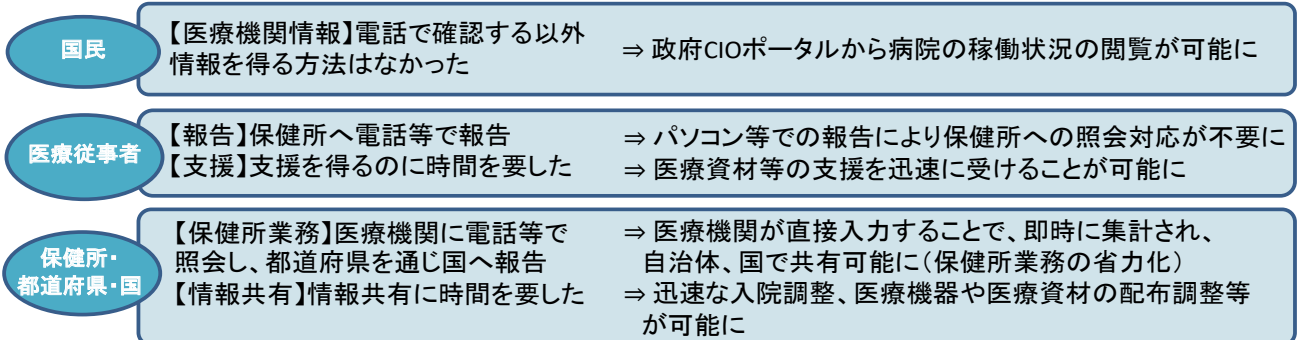 国民
【医療機関情報】電話で確認する以外
情報を得る方法はなかった
⇒ 政府CIOポータルから病院の稼働状況の閲覧が可能に
医療従事者
【報告】保健所へ電話等で報告
【支援】支援を得るのに時間を要した
⇒ パソコン等での報告により保健所への照会対応が不要に
⇒ 医療資材等の支援を迅速に受けることが可能に
保健所・
都道府県・国
【保健所業務】医療機関に電話等で
照会し、都道府県を通じ国へ報告
【情報共有】情報共有に時間を要した
⇒ 医療機関が直接入力することで、即時に集計され、
自治体、国で共有可能に(保健所業務の省力化)
⇒ 迅速な入院調整、医療機器や医療資材の配布調整等
が可能に